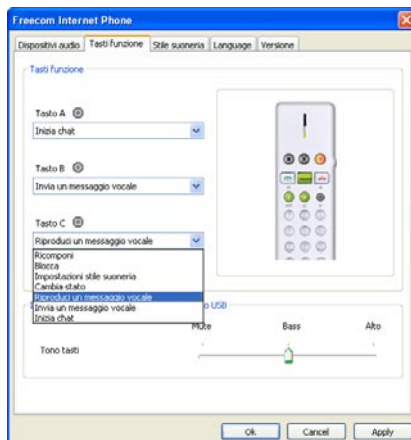 Freecom Internet Phone
Dispositivi audio Tasti funzione Stile suoneria Language Versione
Tasti funzione
Tasto A
Inizia chat
Tasto B
Invia un messaggio vocale
Tasto C
Riproduci un messaggio vocale
Ricomponi
Blocca
Impostazioni stile suoneria
Cambia stato
Riproduci un messaggio vocale
Invia un messaggio vocale
Inizia chat
USB
Mute Bass Alto
Tono tasti
Ok Cancel Apply